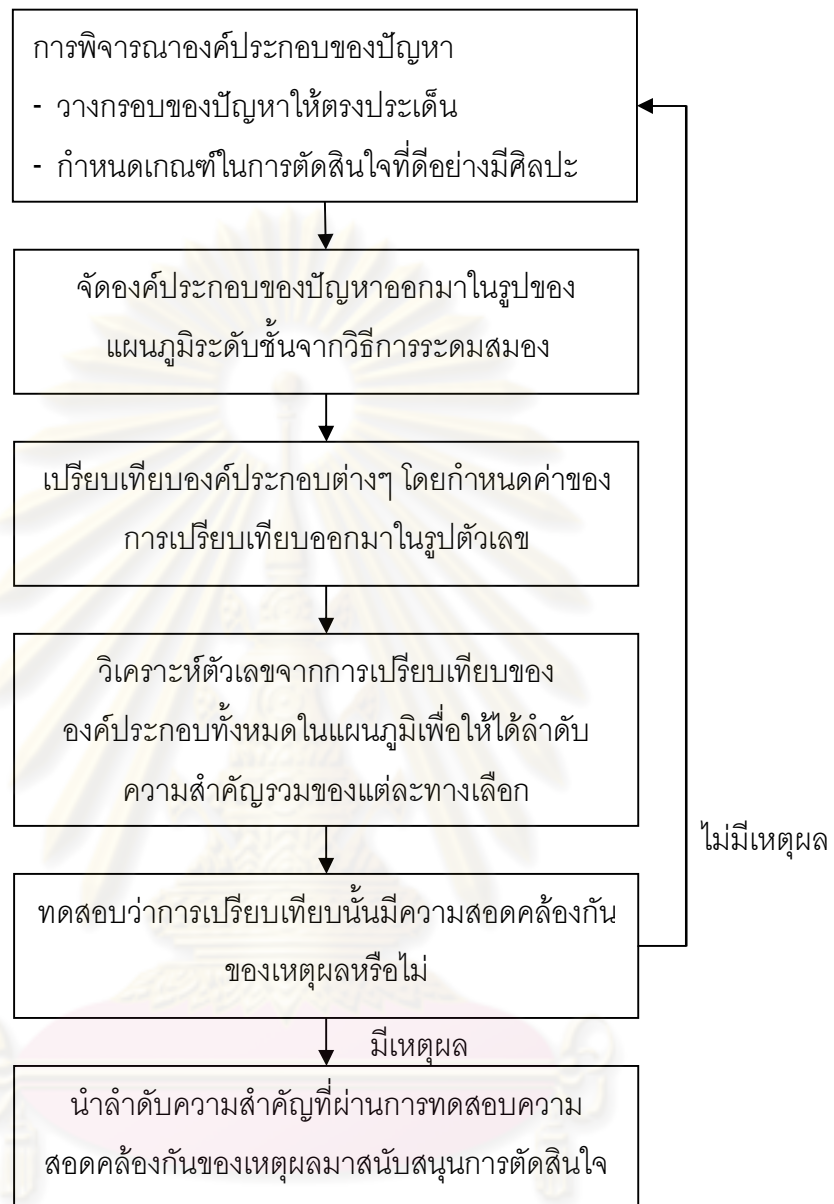 การพิจารณาองค์ประกอบของปัญหา
- วางกรอบของปัญหาให้ตรงประเด็น
- กำหนดเกณฑ์ในการตัดสินใจที่ดีอย่างมีศิลปะ
จัดองค์ประกอบของปัญหาออกมาในรูปของ
แผนภูมิระดับชั้นจากวิธีการระดมสมอง
เปรียบเทียบองค์ประกอบต่างๆ โดยกำหนดค่าของ
การเปรียบเทียบออกมาในรูปตัวเลข
วิเคราะห์ตัวเลขจากการเปรียบเทียบของ
องค์ประกอบทั้งหมดในแผนภูมิเพื่อให้ได้ลำดับ
ความสำคัญรวมของแต่ละทางเลือก
ไม่มีเหตุผล
ทดสอบว่าการเปรียบเทียบนั้นมีความสอดคล้องกัน
ของเหตุผลหรือไม่
มีเหตุผล
นำลำดับความสำคัญที่ผ่านการทดสอบความ
สอดคล้องกันของเหตุผลมาสนับสนุนการตัดสินใจ